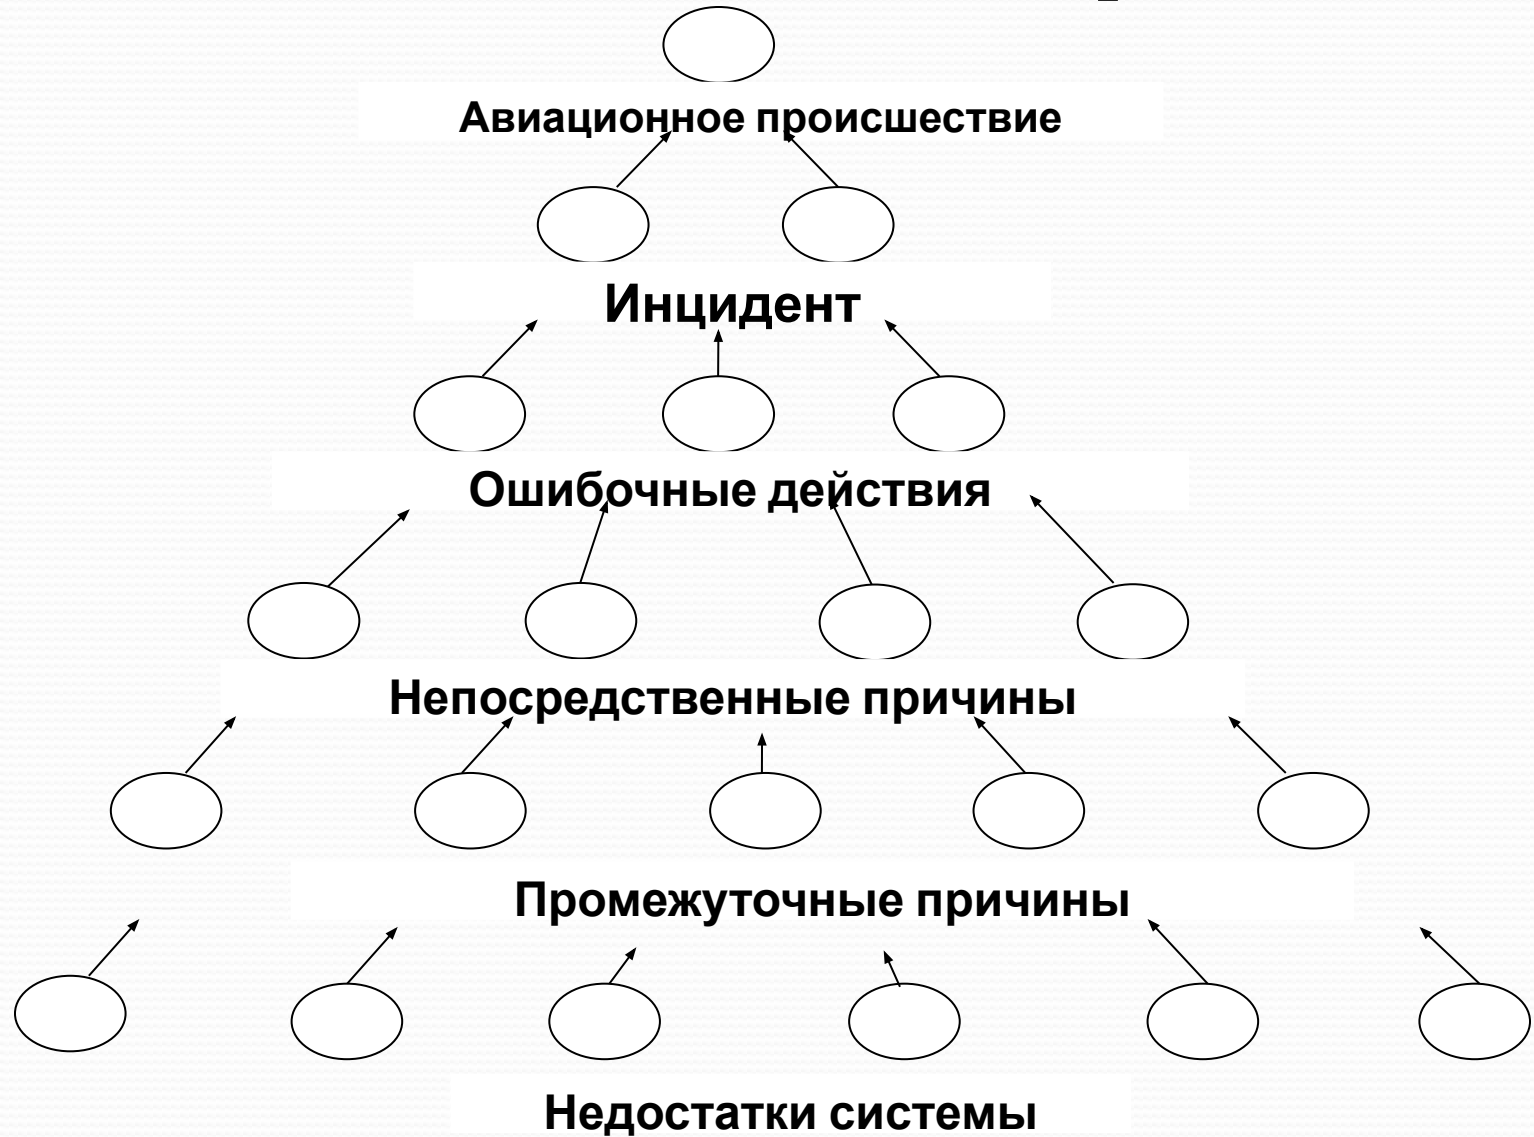 Авиационное происшествие
Инцидент
Ошибочные действия
Непосредственные причины
Промежуточные причины
Недостатки системы